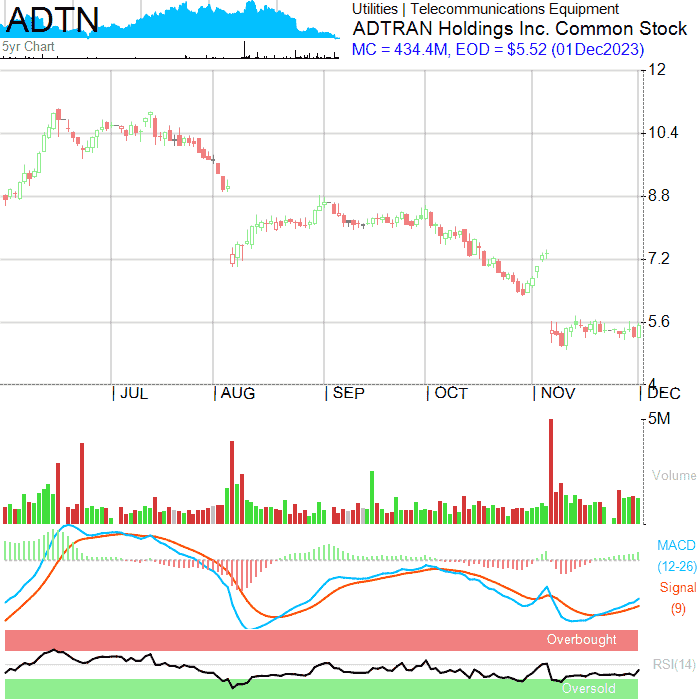 ADTN
5yr Chart
Utilities | Telecommunications Equipment
ADTRAN Holdings Inc. Common Stock
MC = 434.4M, EOD = $5.52 (01Dec2023)
12
10.4
8.8
7.2
5.6
4
JUL AUG SEP OCT NOV DEC
5M
Volume
MACD
(12-26)
Signal
(9)
Overbought
RSI(14)
Oversold